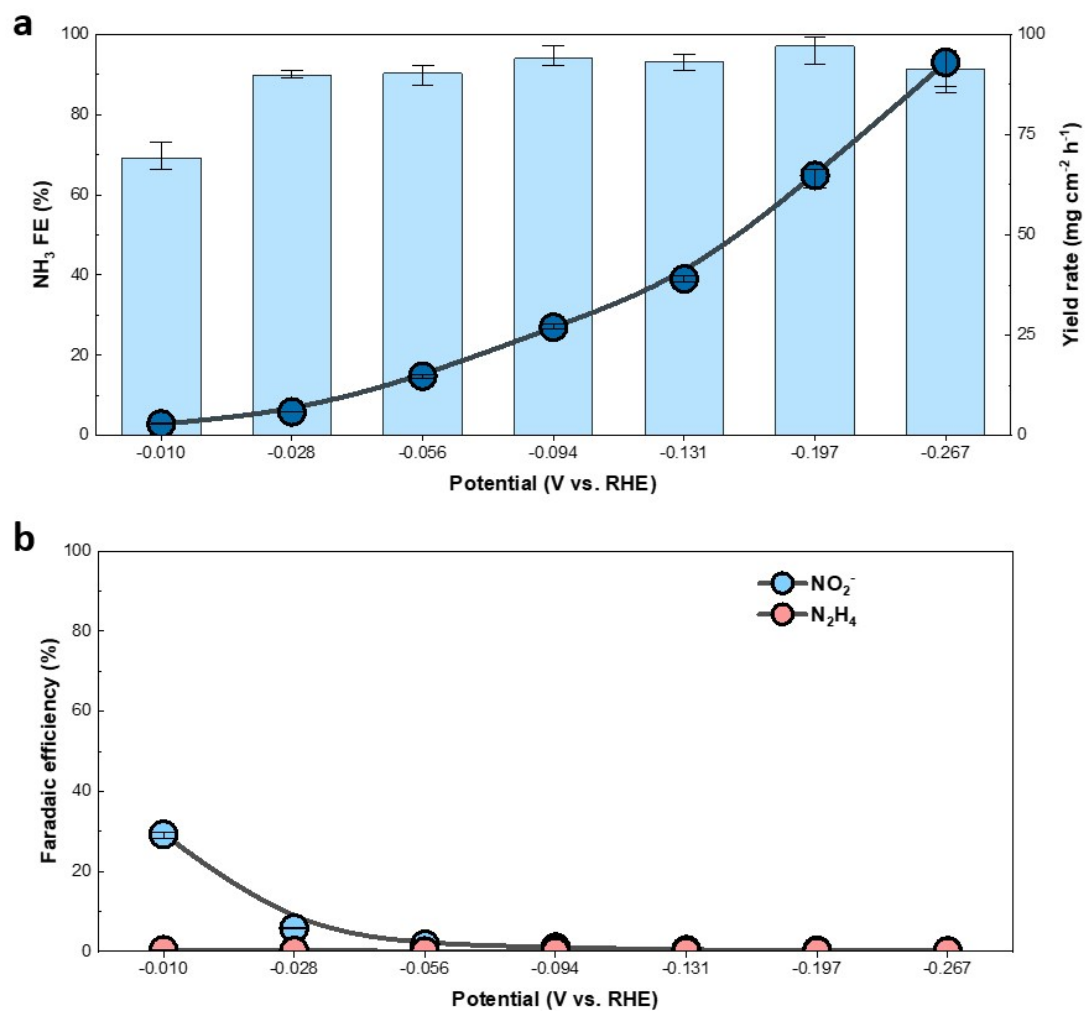 a
100
80
60
40
20
0
NH₃ FE (%)
100
75
50
25
0
Yield rate (mg cm⁻² h⁻¹)
-0.010 -0.028 -0.056 -0.094 -0.131 -0.197 -0.267
Potential (V vs. RHE)
b
100
80
60
40
20
0
Faradaic efficiency (%)
NO₂⁻
N₂H₄
-0.010 -0.028 -0.056 -0.094 -0.131 -0.197 -0.267
Potential (V vs. RHE)